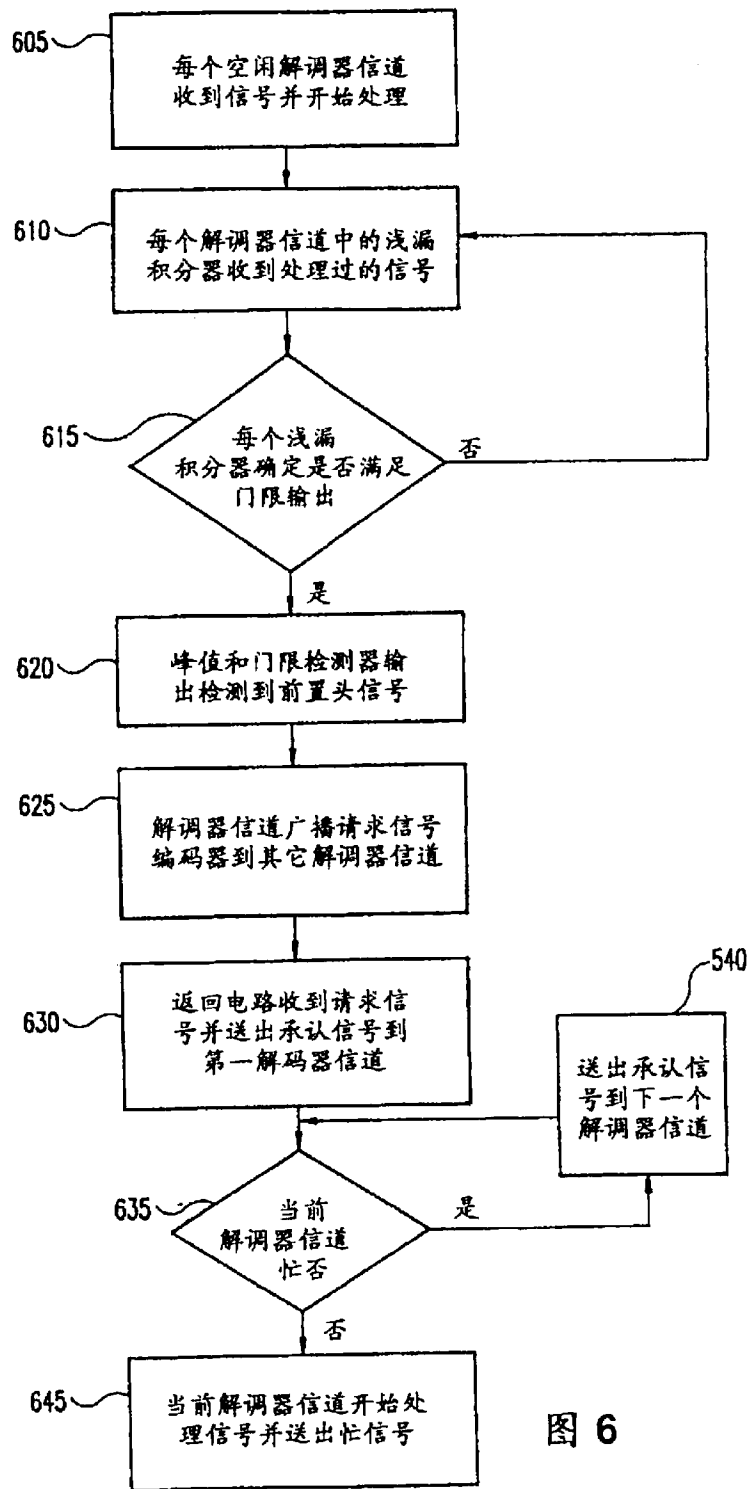 605
每个空闲解调器信道
收到信号并开始处理
610
每个解调器信道中的浅漏
积分器收到处理过的信号
615
每个浅漏
积分器确定是否满足
门限输出
否
是
620
峰值和门限检测器输
出检测到前置头信号
625
解调器信道广播请求信号
编码器到其它解调器信道
630
返回电路收到请求信
号并送出承认信号到
第一解码器信道
540
送出承认信
号到下一个
解调器信道
635
当前
解调器信道
忙否
是
否
645
当前解调器信道开始处
理信号并送出忙信号
图 6